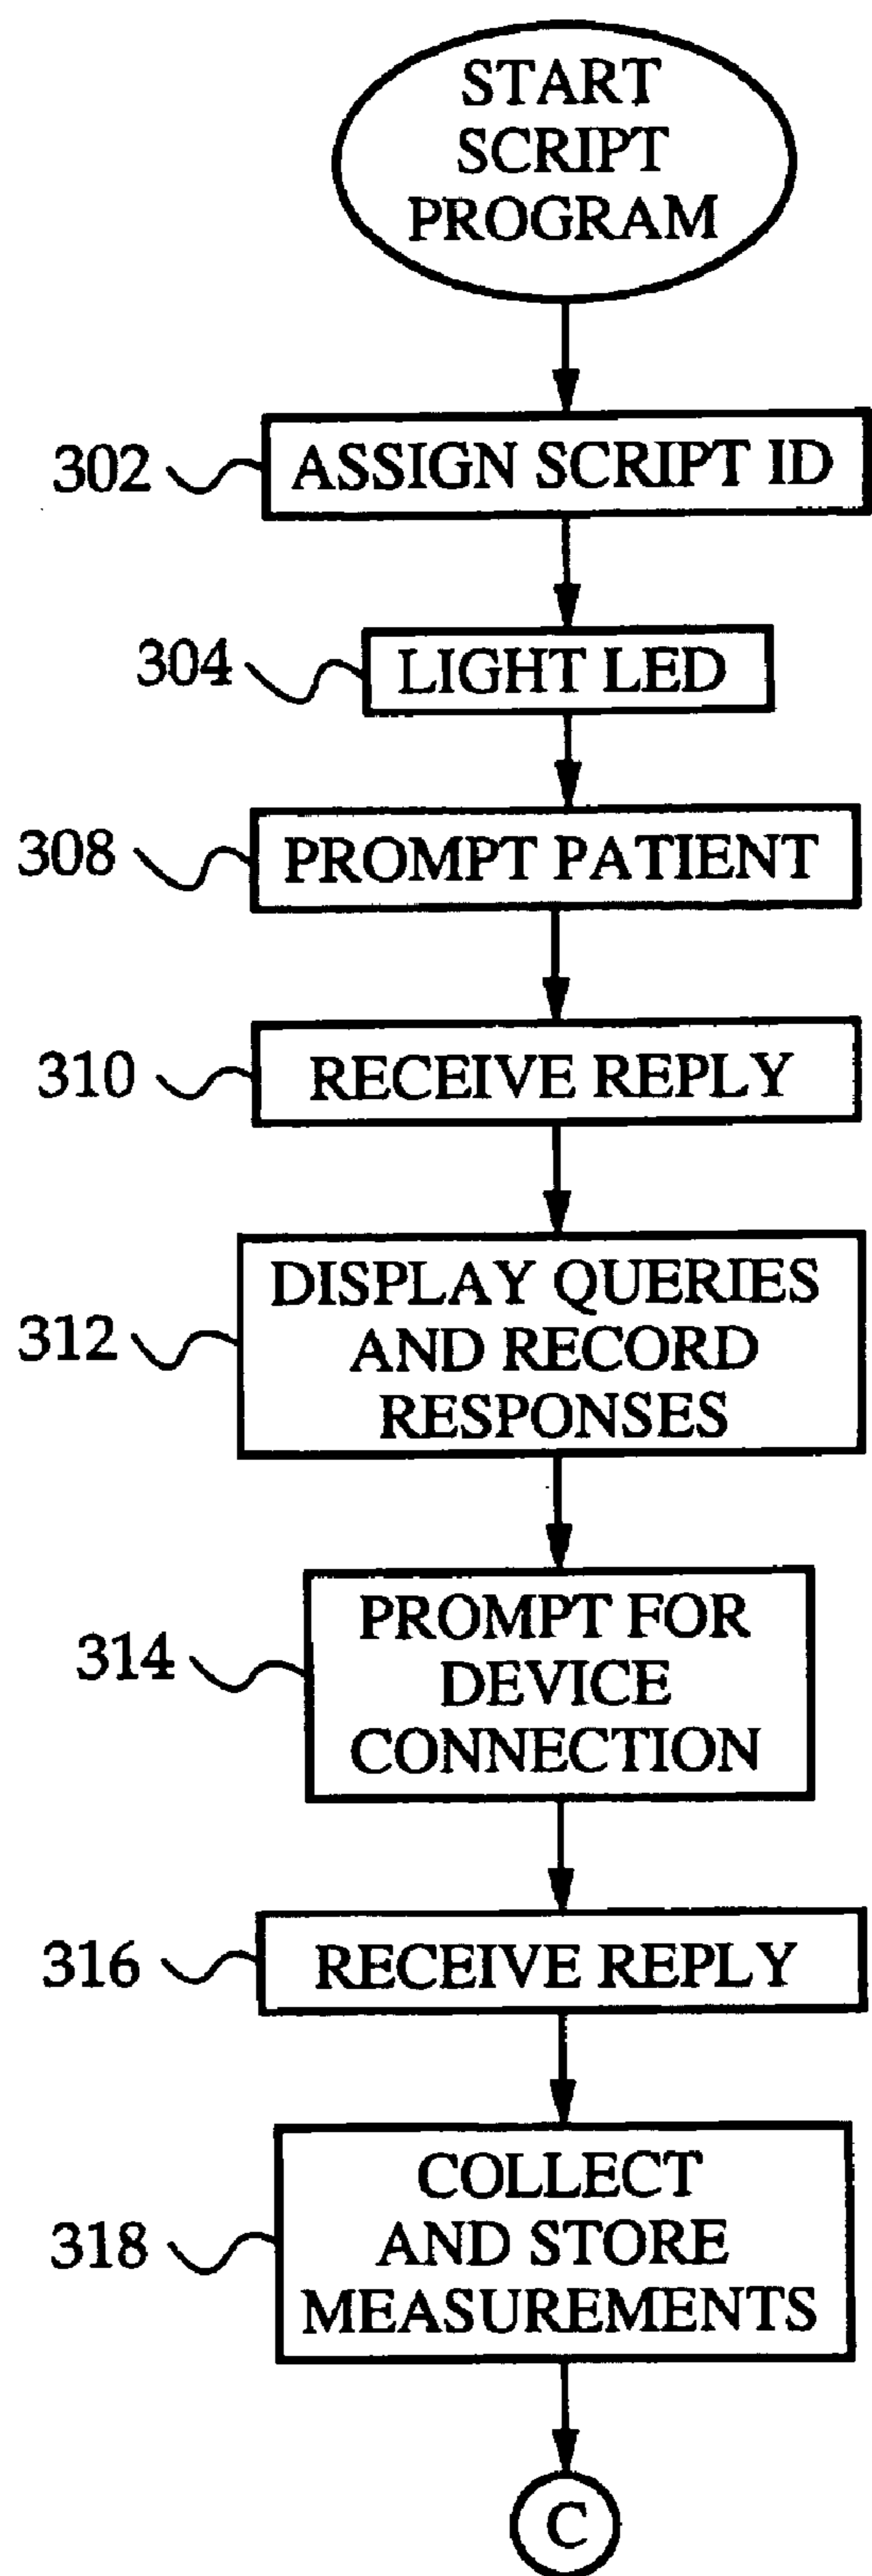 START
SCRIPT
PROGRAM
302
ASSIGN SCRIPT ID
304
LIGHT LED
308
PROMPT PATIENT
310
RECEIVE REPLY
312
DISPLAY QUERIES
AND RECORD
RESPONSES
314
PROMPT FOR
DEVICE
CONNECTION
316
RECEIVE REPLY
318
COLLECT
AND STORE
MEASUREMENTS
C